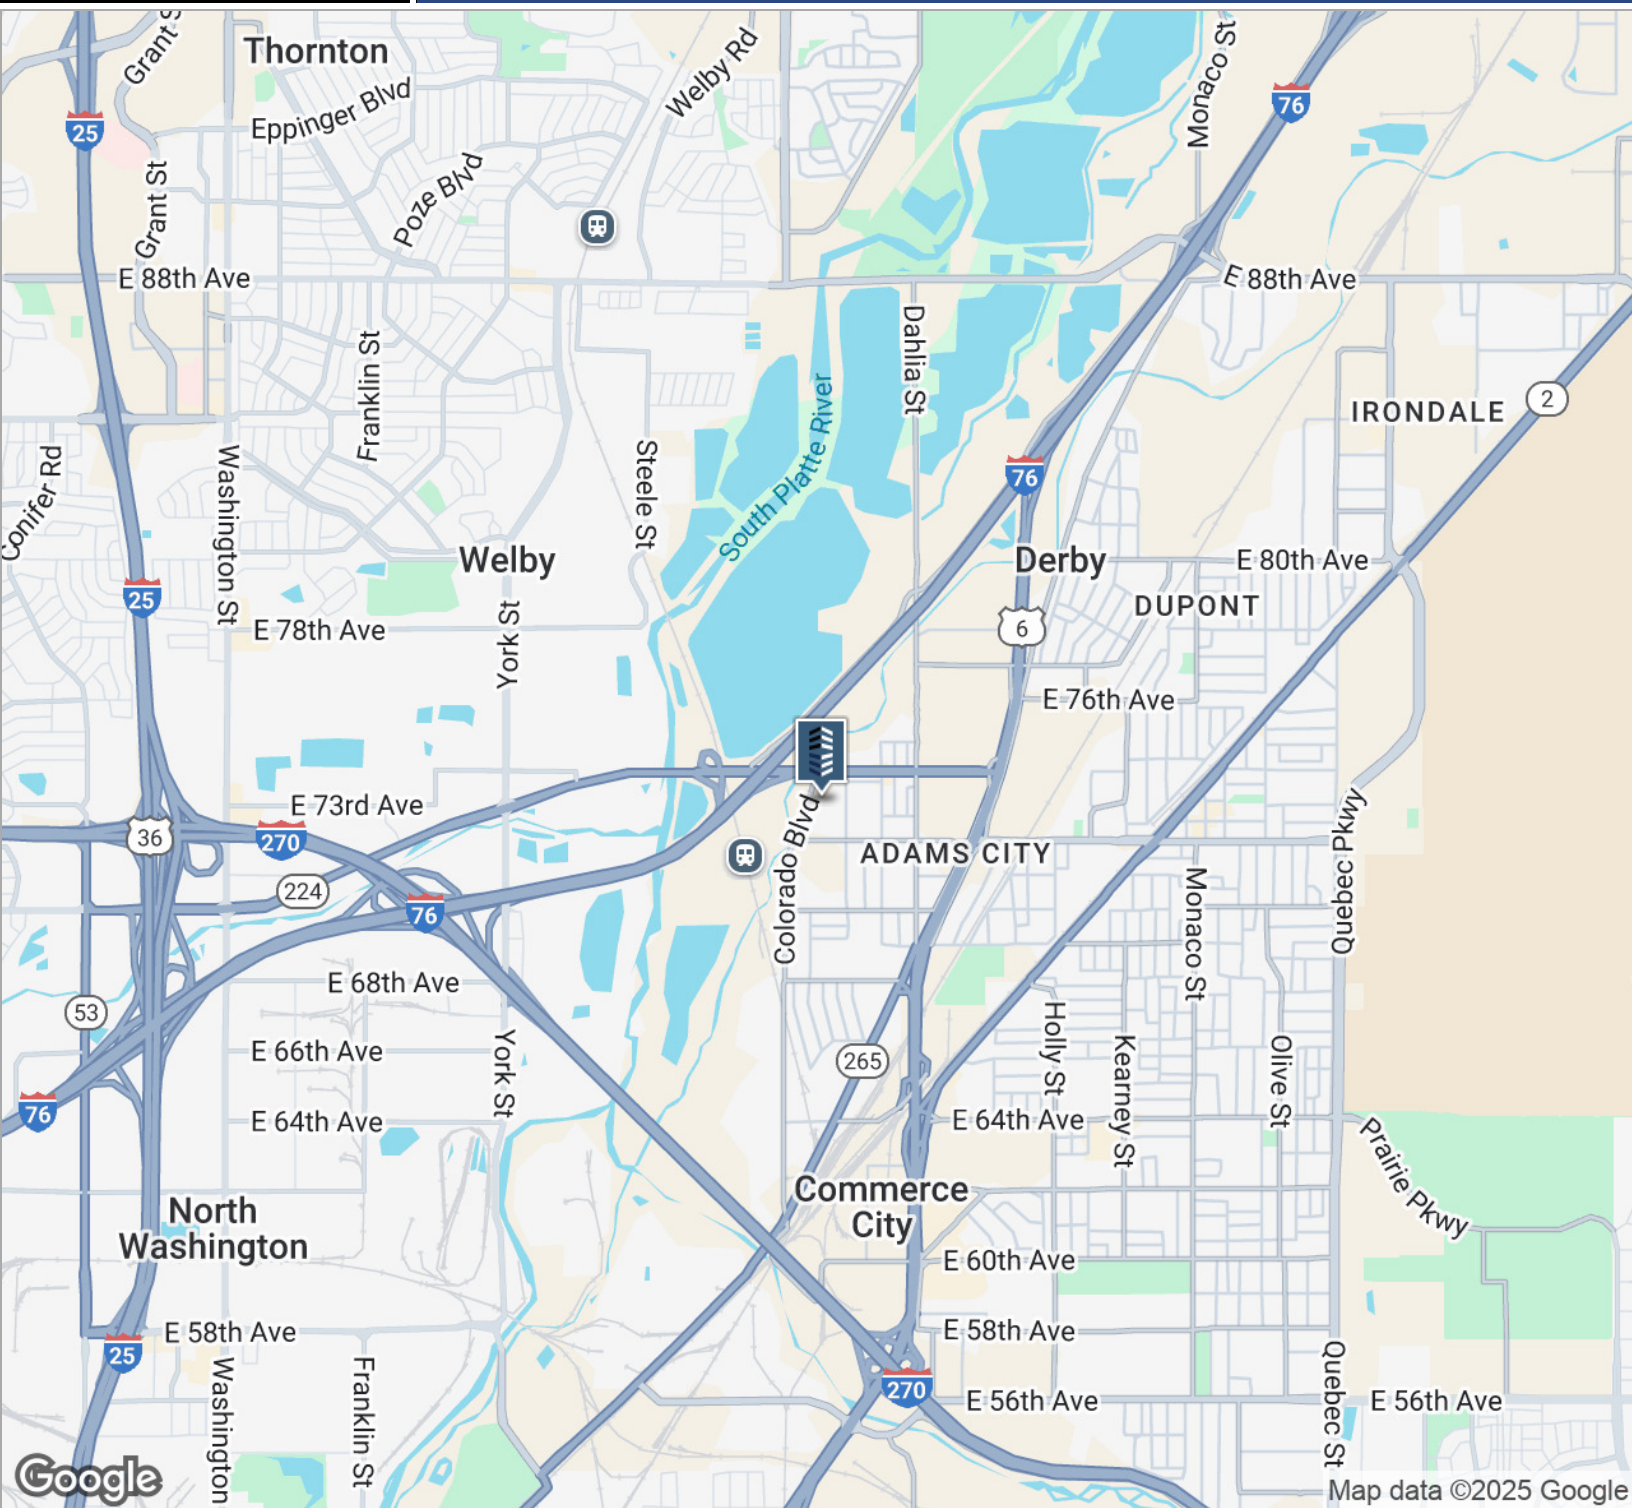 Grant S
Thornton
Welby Rd
Monaco St
Eppinger Blvd
25
76
Poze Blvd
Grant St
E 88th Ave
E 88th Ave
Dahlia St
Franklin St
South Platte River
IRONDALE
2
Conifer Rd
Washington St
Steele St
76
Welby
Derby
E 80th Ave
25
DUPONT
E 78th Ave
York St
6
E 76th Ave
E 73rd Ave
36
270
Colorado Blvd
ADAMS CITY
Quebec Pkwy
224
76
Monaco St
E 68th Ave
53
Holly St
E 66th Ave
York St
265
Kearney St
Olive St
76
E 64th Ave
E 64th Ave
Prairie Pkwy
Commerce
City
North
Washington
E 60th Ave
E 58th Ave
E 58th Ave
25
270
Washington
Franklin St
E 56th Ave
Quebec St
E 56th Ave
Google
Map data ©2025 Google